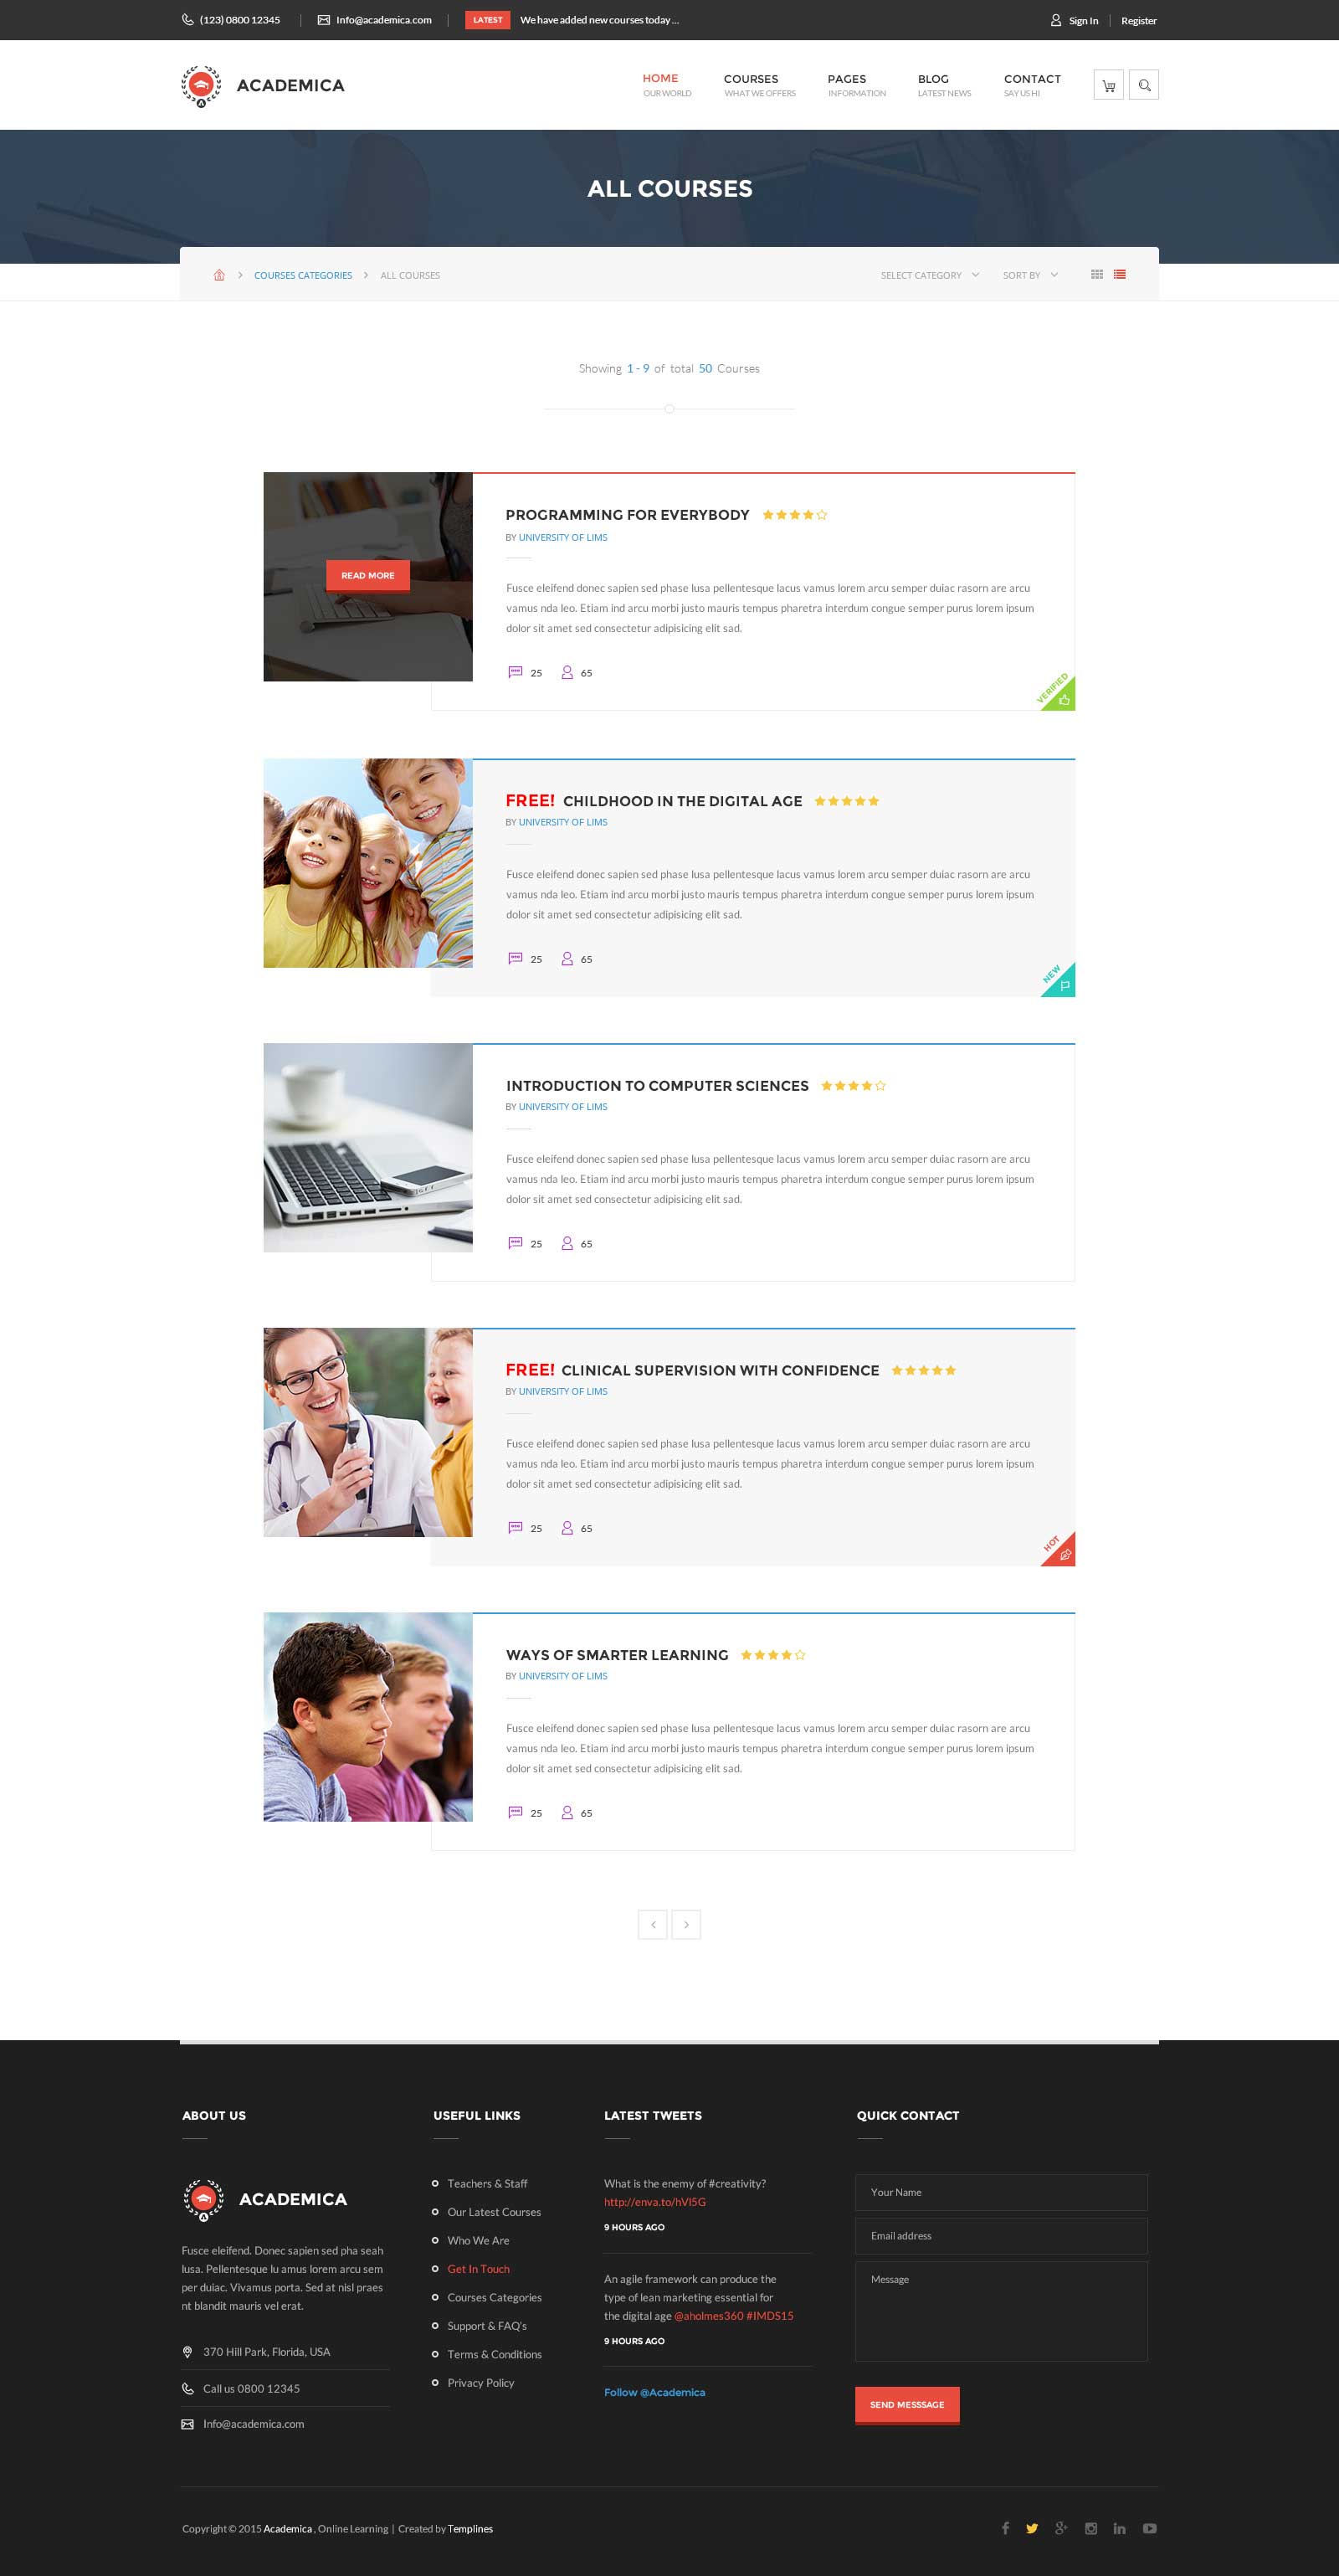 (123) 0800 12345 Info@academica.com LATEST We have added new courses today ... Sign In Register
ACADEMICA
HOME COURSES PAGES BLOG CONTACT
OUR WORLD WHAT WE OFFERS INFORMATION LATEST NEWS SAY US HI
ALL COURSES
COURSES CATEGORIES ALL COURSES SELECT CATEGORY SORT BY
Showing 1 - 9 of total 50 Courses
READ MORE
PROGRAMMING FOR EVERYBODY
BY UNIVERSITY OF LIMS
Fusce eleifend donec sapien sed phase lusa pellentesque lacus vamus lorem arcu semper duiac rasorn are arcu
vamus nda leo. Etiam ind arcu morbi justo mauris tempus pharetra interdum congue semper purus lorem ipsum
dolor sit amet sed consectetur adipisicing elit sad.
25 65
VERIFIED
FREE! CHILDHOOD IN THE DIGITAL AGE
BY UNIVERSITY OF LIMS
Fusce eleifend donec sapien sed phase lusa pellentesque lacus vamus lorem arcu semper duiac rasorn are arcu
vamus nda leo. Etiam ind arcu morbi justo mauris tempus pharetra interdum congue semper purus lorem ipsum
dolor sit amet sed consectetur adipisicing elit sad.
25 65
NEW
INTRODUCTION TO COMPUTER SCIENCES
BY UNIVERSITY OF LIMS
Fusce eleifend donec sapien sed phase lusa pellentesque lacus vamus lorem arcu semper duiac rasorn are arcu
vamus nda leo. Etiam ind arcu morbi justo mauris tempus pharetra interdum congue semper purus lorem ipsum
dolor sit amet sed consectetur adipisicing elit sad.
25 65
FREE! CLINICAL SUPERVISION WITH CONFIDENCE
BY UNIVERSITY OF LIMS
Fusce eleifend donec sapien sed phase lusa pellentesque lacus vamus lorem arcu semper duiac rasorn are arcu
vamus nda leo. Etiam ind arcu morbi justo mauris tempus pharetra interdum congue semper purus lorem ipsum
dolor sit amet sed consectetur adipisicing elit sad.
25 65
HOT
WAYS OF SMARTER LEARNING
BY UNIVERSITY OF LIMS
Fusce eleifend donec sapien sed phase lusa pellentesque lacus vamus lorem arcu semper duiac rasorn are arcu
vamus nda leo. Etiam ind arcu morbi justo mauris tempus pharetra interdum congue semper purus lorem ipsum
dolor sit amet sed consectetur adipisicing elit sad.
25 65
ABOUT US
ACADEMICA
Fusce eleifend. Donec sapien sed pha seah
lusa. Pellentesque lu amus lorem arcu sem
per duiac. Vivamus porta. Sed at nisl praes
nt blandit mauris vel erat.
370 Hill Park, Florida, USA
Call us 0800 12345
Info@academica.com
USEFUL LINKS
Teachers & Staff
Our Latest Courses
Who We Are
Get In Touch
Courses Categories
Support & FAQ's
Terms & Conditions
Privacy Policy
LATEST TWEETS
What is the enemy of #creativity?
http://enva.to/hVl5G
9 HOURS AGO
An agile framework can produce the
type of lean marketing essential for
the digital age @aholmes360 #IMDS15
9 HOURS AGO
Follow @Academica
QUICK CONTACT
Your Name
Email address
Message
SEND MESSSAGE
Copyright © 2015 Academica , Online Learning | Created by Templines